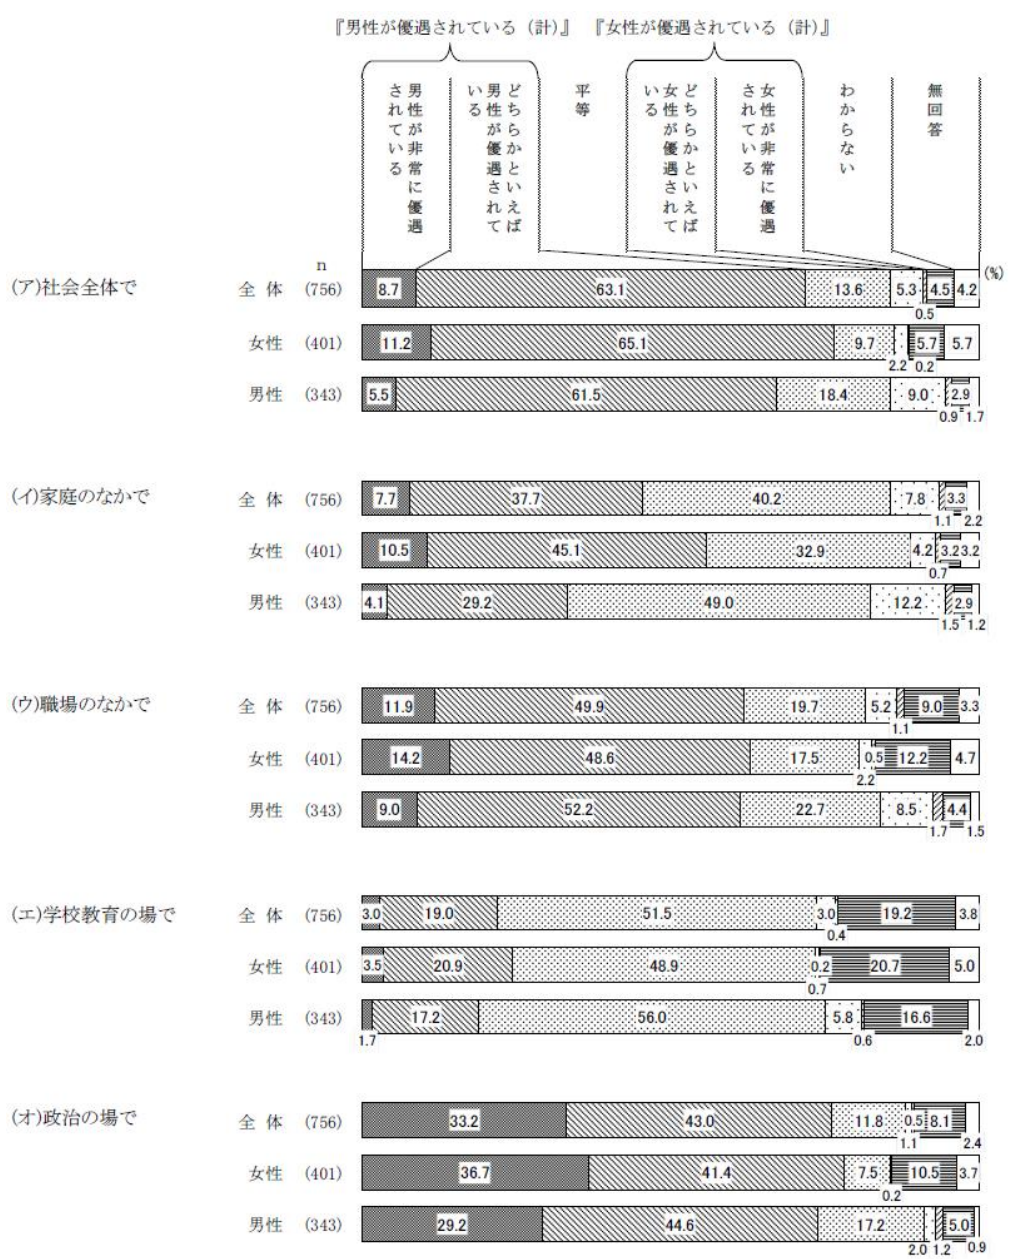 『男性が優遇されている（計）』 『女性が優遇されている（計）』
男性が非常に優遇
されている
どちらかといえば
男性が優遇されて
いる
平等
どちらかといえば
女性が優遇されて
いる
女性が非常に優遇
されている
わからない
無回答
n
(%)
(ア)社会全体で 全 体 (756) 8.7 63.1 13.6 5.3 0.5 4.5 4.2
女性 (401) 11.2 65.1 9.7 2.2 0.2 5.7 5.7
男性 (343) 5.5 61.5 18.4 9.0 0.9 2.9 1.7
(イ)家庭のなかで 全 体 (756) 7.7 37.7 40.2 7.8 1.1 3.3 2.2
女性 (401) 10.5 45.1 32.9 4.2 0.7 3.2 3.2
男性 (343) 4.1 29.2 49.0 12.2 1.5 2.9 1.2
(ウ)職場のなかで 全 体 (756) 11.9 49.9 19.7 5.2 1.1 9.0 3.3
女性 (401) 14.2 48.6 17.5 2.2 0.5 12.2 4.7
男性 (343) 9.0 52.2 22.7 8.5 1.7 4.4 1.5
(エ)学校教育の場で 全 体 (756) 3.0 19.0 51.5 3.0 0.4 19.2 3.8
女性 (401) 3.5 20.9 48.9 0.7 0.2 20.7 5.0
男性 (343) 1.7 17.2 56.0 5.8 0.6 16.6 2.0
(オ)政治の場で 全 体 (756) 33.2 43.0 11.8 1.1 0.5 8.1 2.4
女性 (401) 36.7 41.4 7.5 0.2 10.5 3.7
男性 (343) 29.2 44.6 17.2 2.0 1.2 5.0 0.9